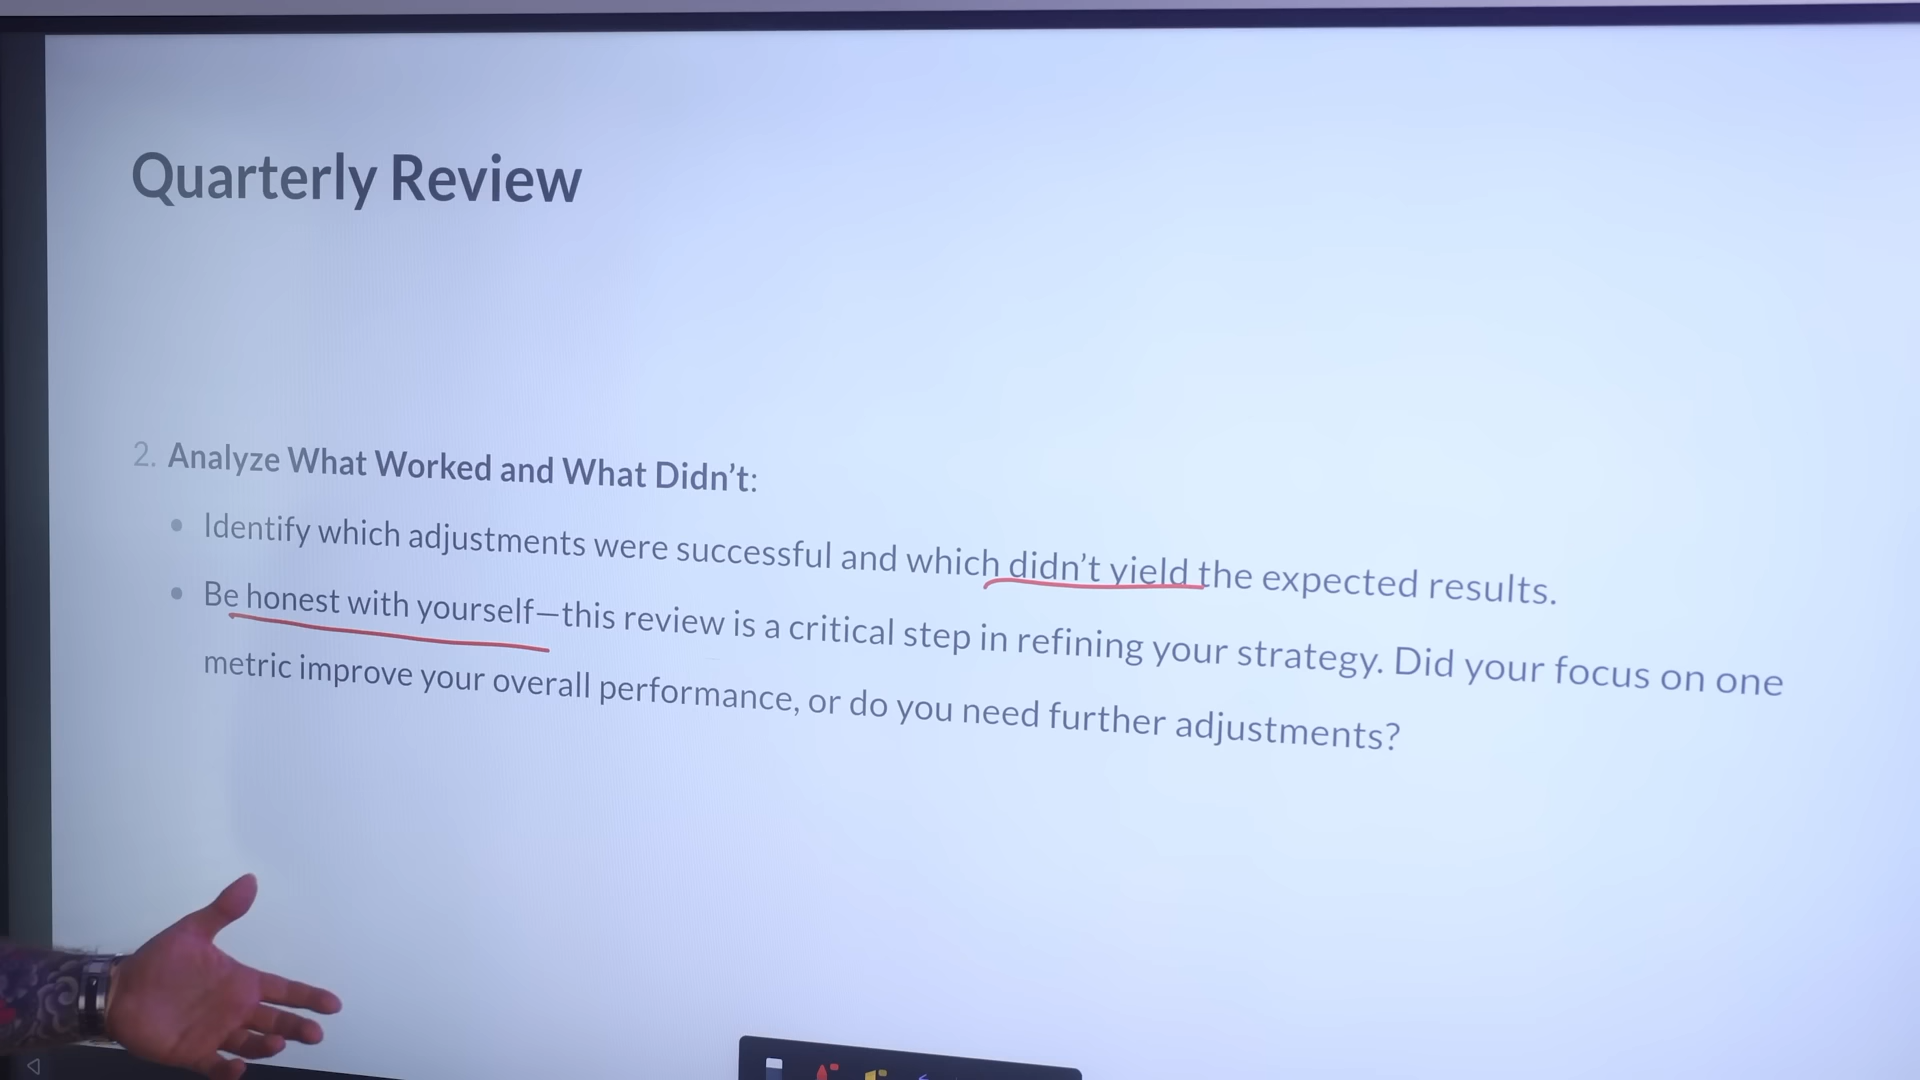 Quarterly Review
2. Analyze What Worked and What Didn’t:
• Identify which adjustments were successful and which didn’t yield the expected results.
• Be honest with yourself—this review is a critical step in refining your strategy. Did your focus on one
metric improve your overall performance, or do you need further adjustments?